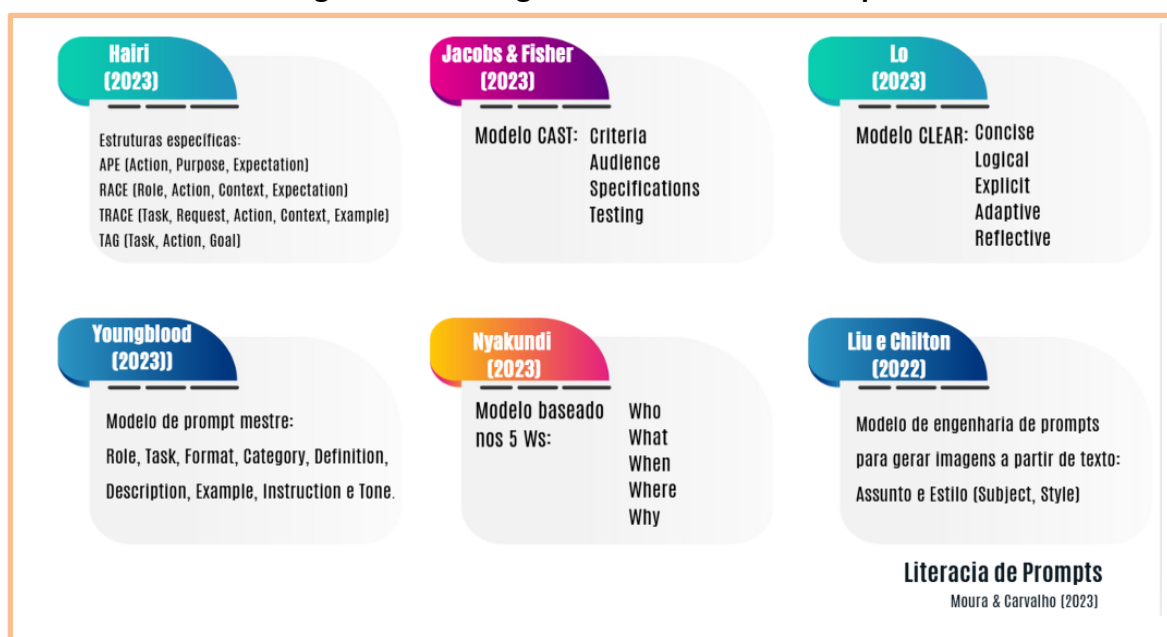 Hairi
(2023)
Estruturas específicas:
APE (Action, Purpose, Expectation)
RACE (Role, Action, Context, Expectation)
TRACE (Task, Request, Action, Context, Example)
TAG (Task, Action, Goal)
Jacobs & Fisher
(2023)
Modelo CAST: Criteria
Audience
Specifications
Testing
Lo
(2023)
Modelo CLEAR: Concise
Logical
Explicit
Adaptive
Reflective
Youngblood
(2023))
Modelo de prompt mestre:
Role, Task, Format, Category, Definition,
Description, Example, Instruction e Tone.
Nyakundi
(2023)
Modelo baseado
nos 5 Ws:
Who
What
When
Where
Why
Liu e Chilton
(2022)
Modelo de engenharia de prompts
para gerar imagens a partir de texto:
Assunto e Estilo (Subject, Style)
Literacia de Prompts
Moura & Carvalho (2023)